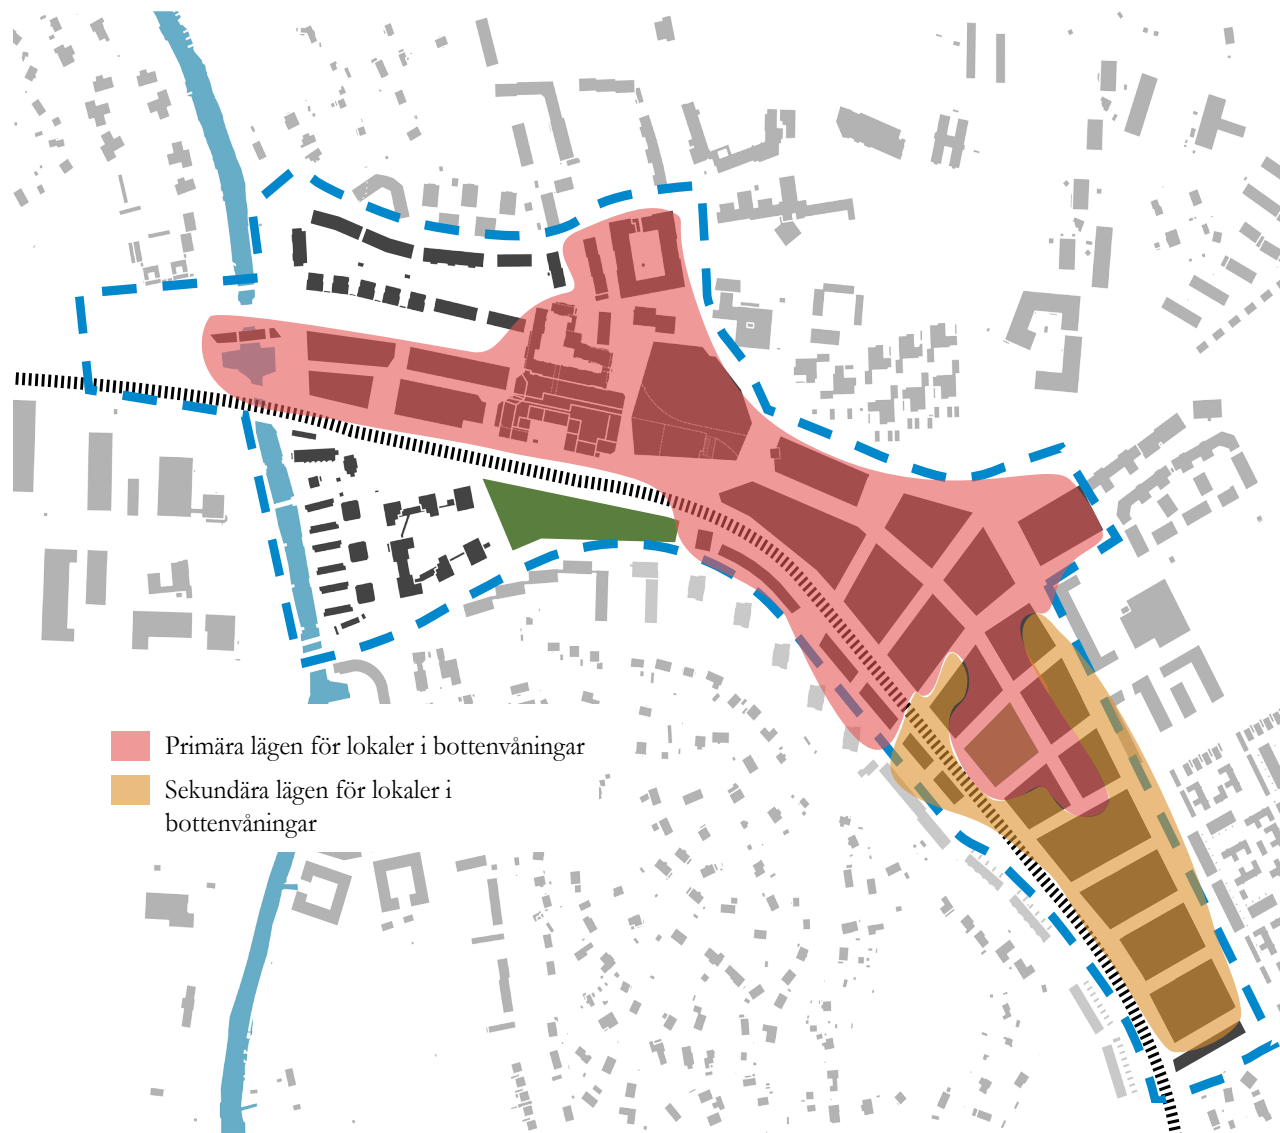 Primära lägen för lokaler i bottenvåningar
Sekundära lägen för lokaler i
bottenvåningar